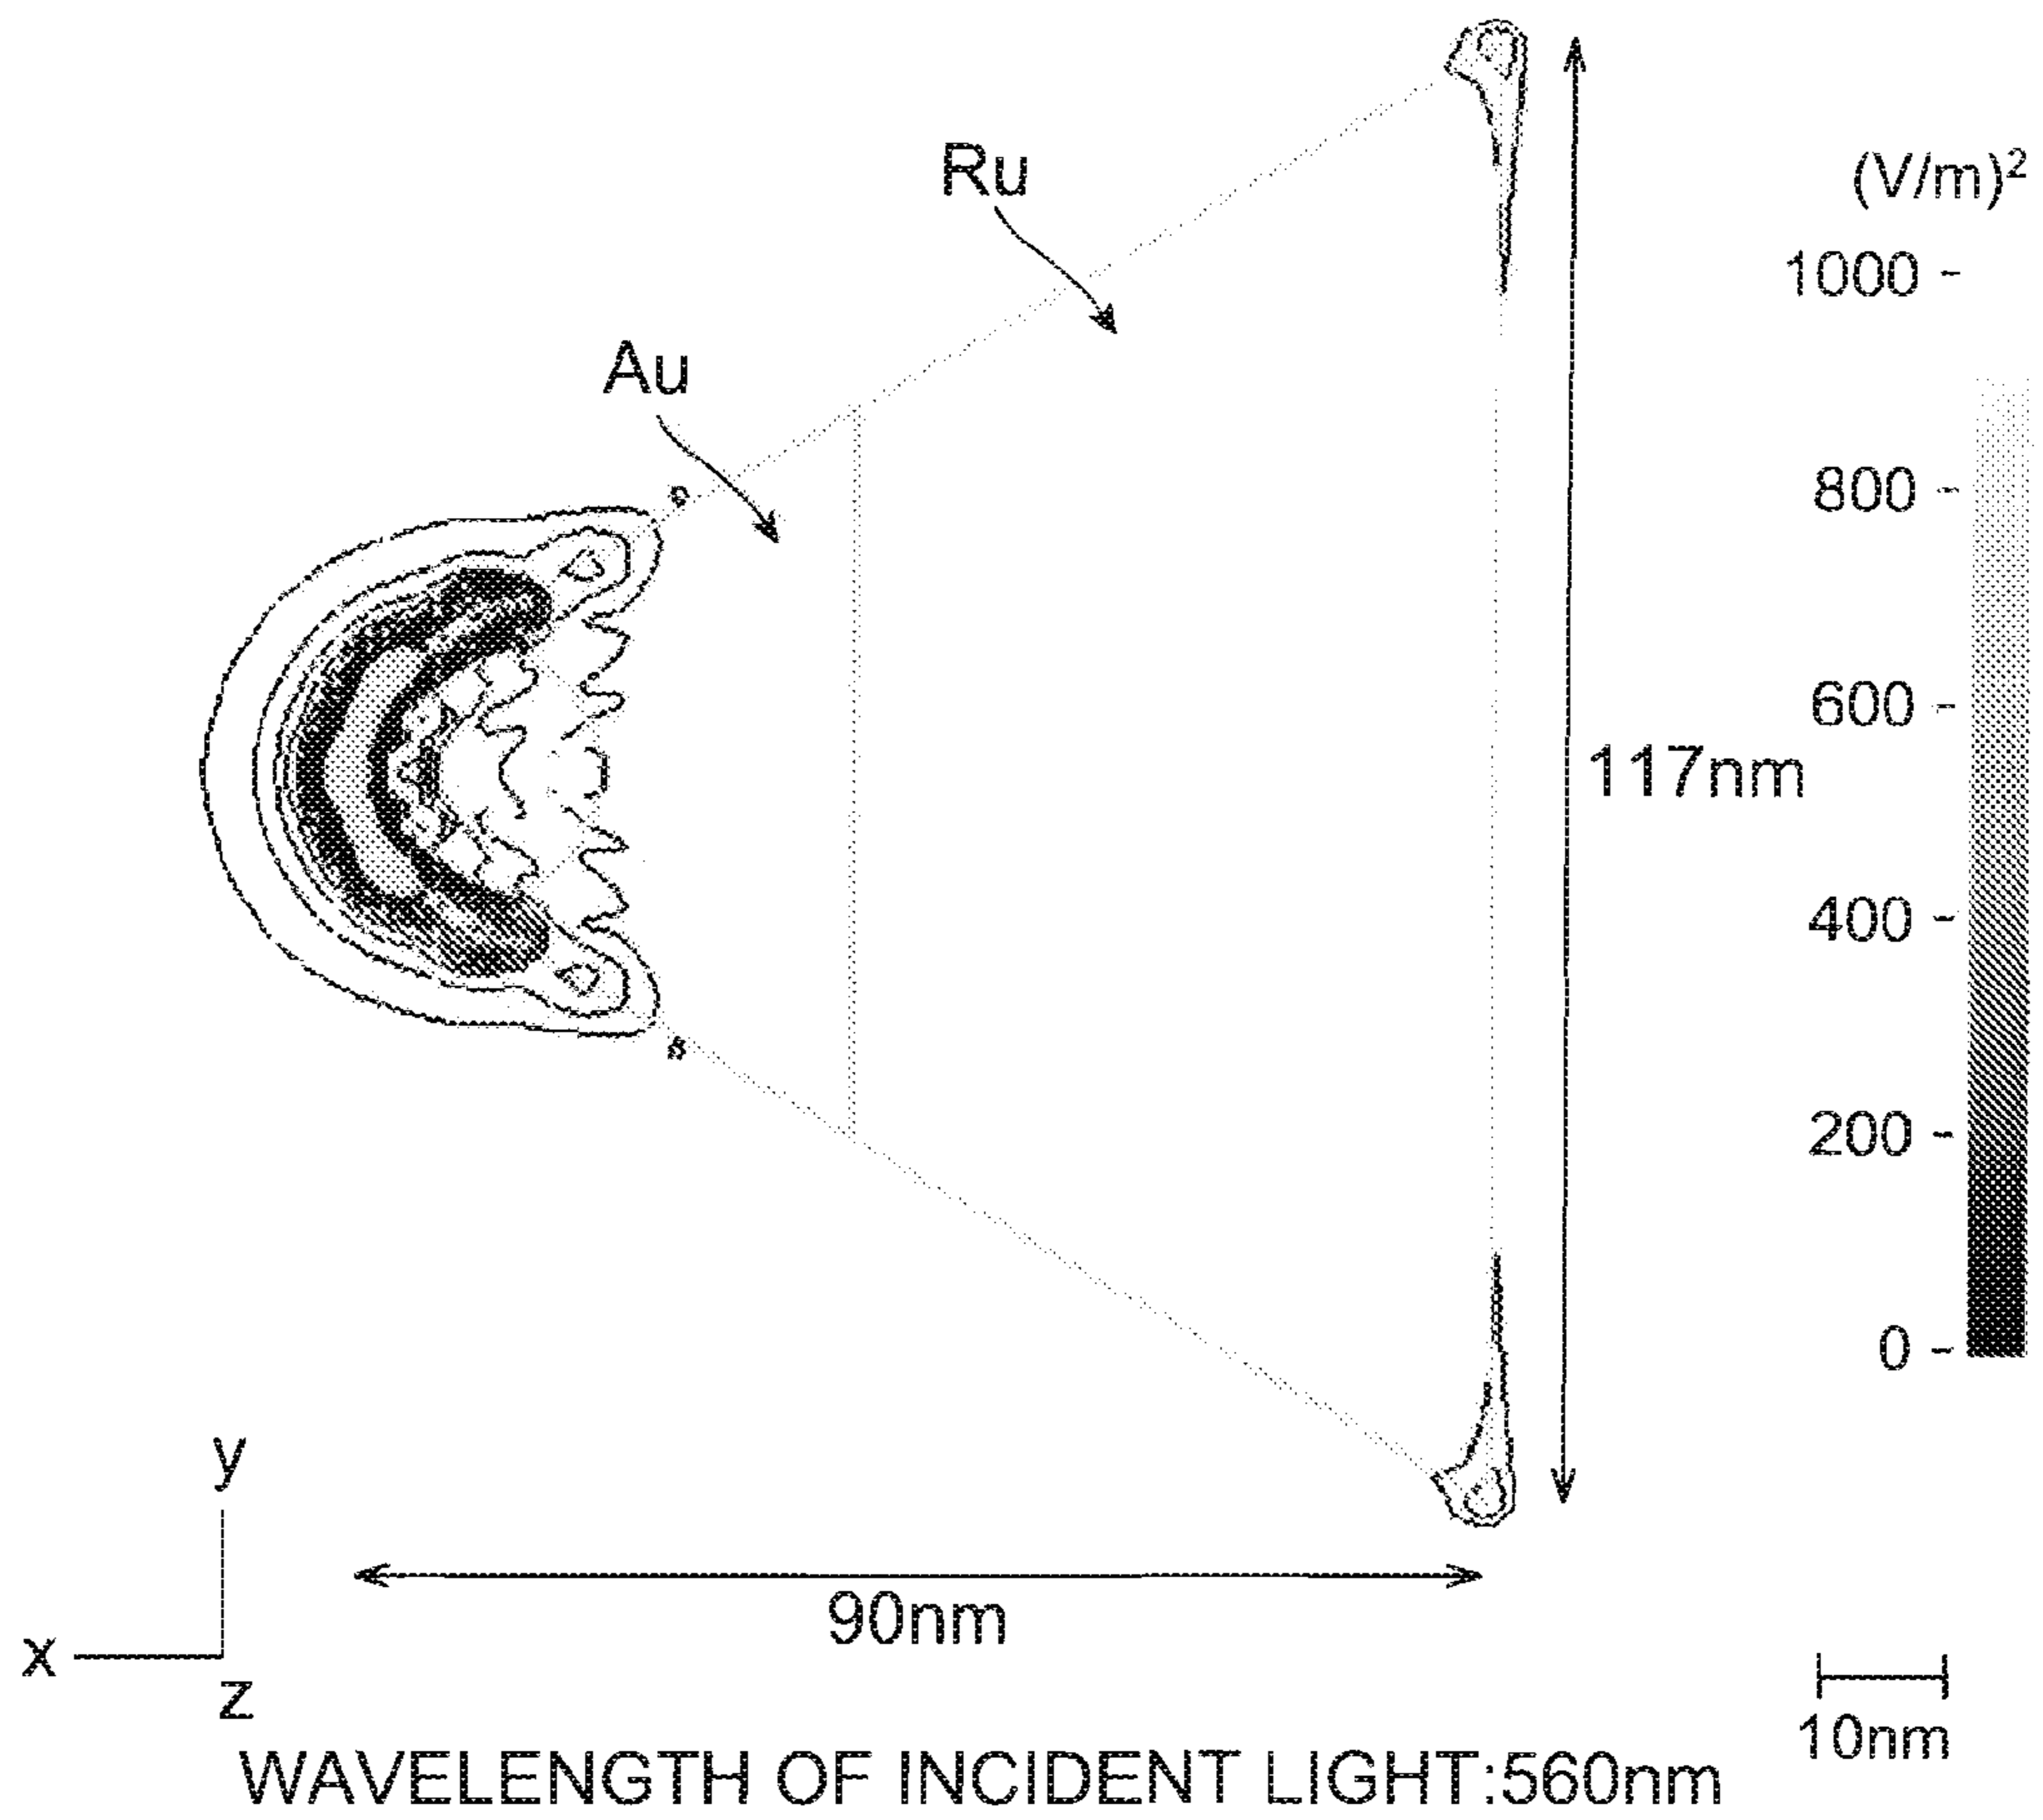 Ru
(V/m)²
1000
Au
800
600
117nm
400
200
0
y
90nm
x
z
10nm
WAVELENGTH OF INCIDENT LIGHT:560nm